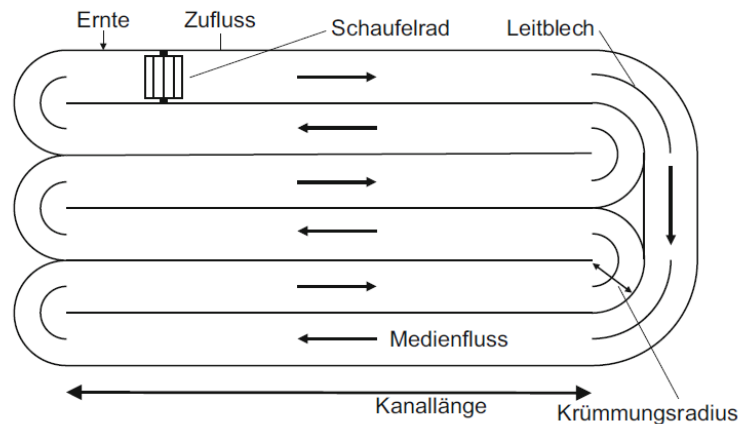 Ernte
Zufluss
Schaufelrad
Leitblech
Medienfluss
Kanallänge
Krümmungsradius